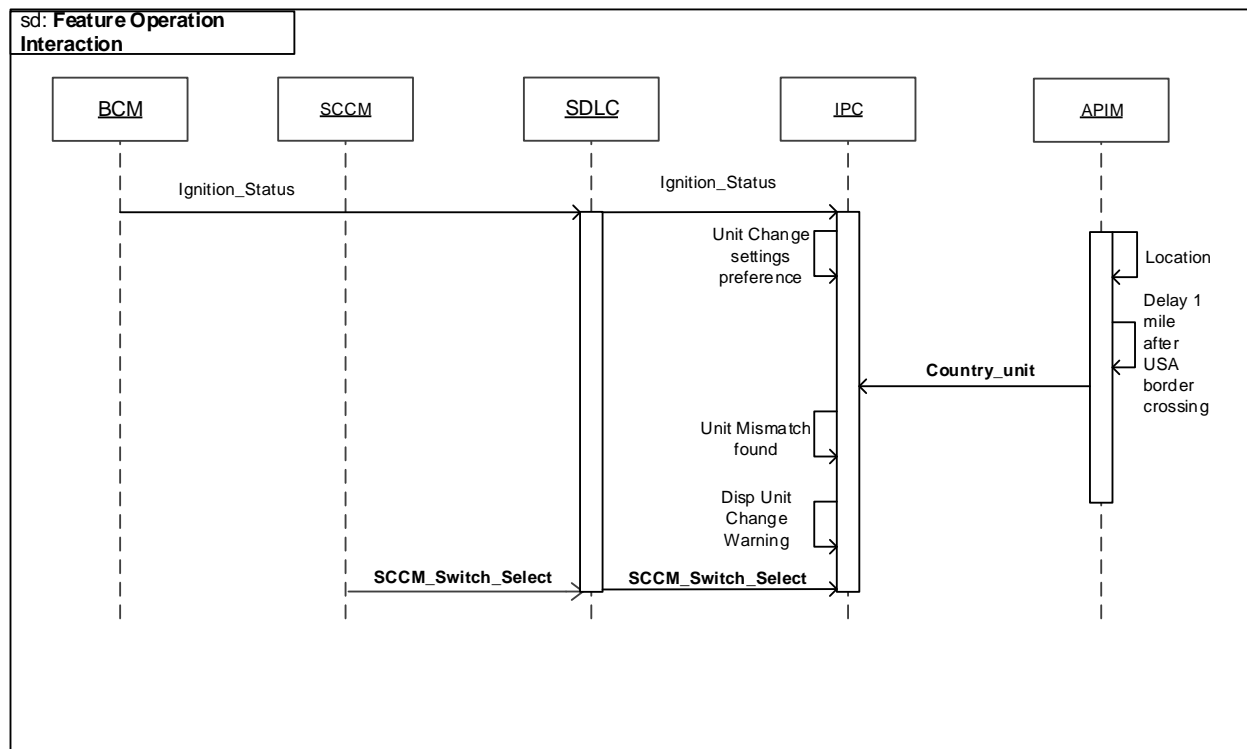 sd: Feature Operation
Interaction
BCM
SCCM
SDLC
IPC
APIM
Ignition_Status
Ignition_Status
Unit Change
settings
preference
Location
Delay 1
mile
after
USA
border
crossing
Country_unit
Unit Mismatch
found
Disp Unit
Change
Warning
SCCM_Switch_Select
SCCM_Switch_Select